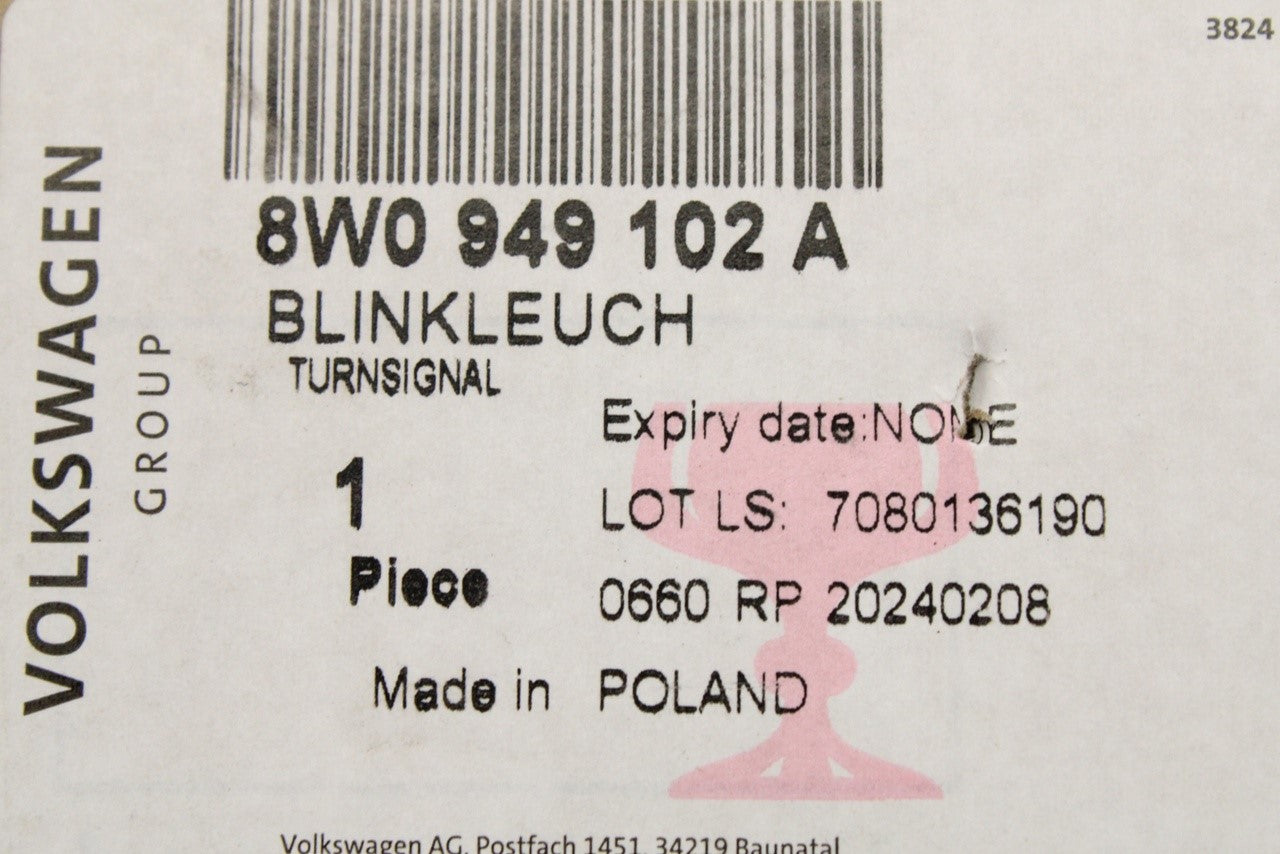 3824
VOLKSWAGEN
GROUP
8W0 949 102 A
BLINKLEUCH
TURNSIGNAL
Expiry date:NONE
1
LOT LS: 7080136190
Piece
0660 RP 20240208
Made in POLAND
Volkswagen AG, Postfach 1451, 34219 Baunatal